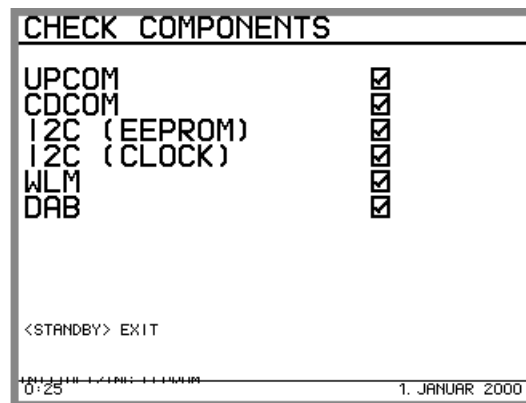 CHECK COMPONENTS
UPCOM
CDCOM
I2C (EEPROM)
I2C (CLOCK)
WLM
DAB
<STANDBY> EXIT
0:25 1. JANUAR 2000